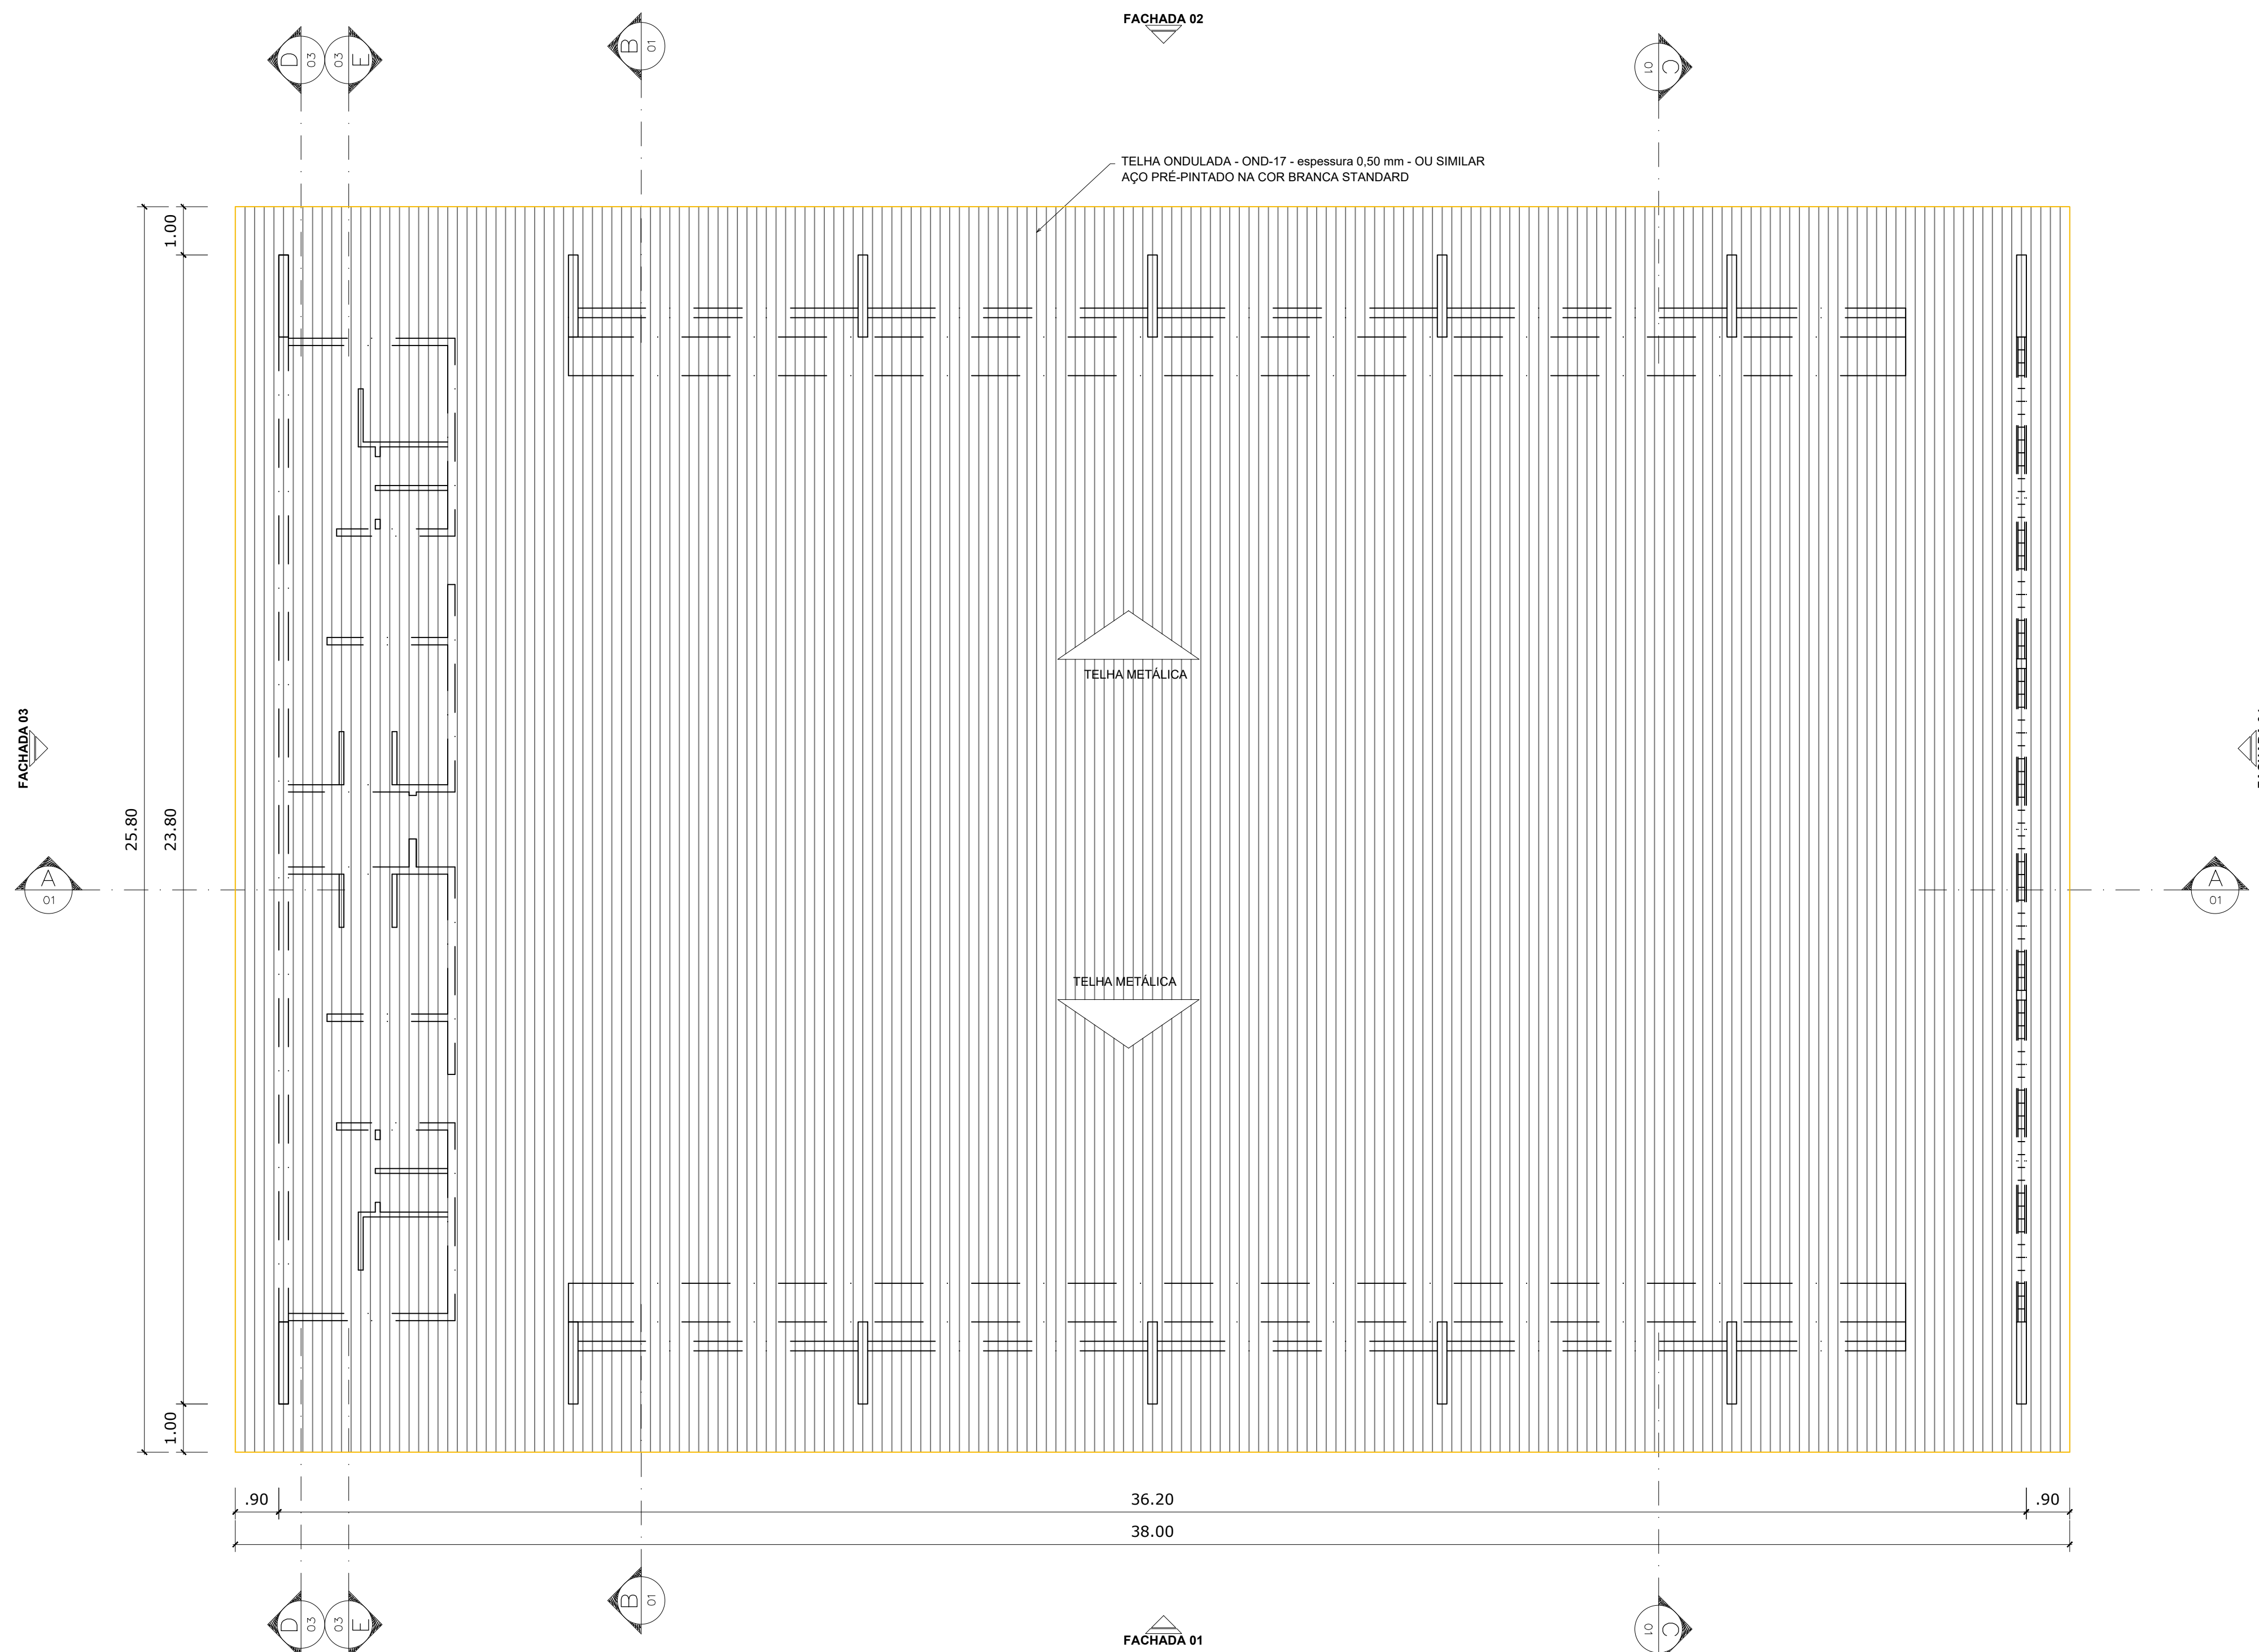 FACHADA 02
D
03
03
E
B
01
01
C
TELHA ONDULADA - OND-17 - espessura 0,50 mm - OU SIMILAR
AÇO PRÉ-PINTADO NA COR BRANCA STANDARD
1.00
TELHA METÁLICA
FACHADA 03
25.80
23.80
A
01
A
01
TELHA METÁLICA
1.00
.90
36.20
.90
38.00
D
03
03
E
B
01
01
C
FACHADA 01